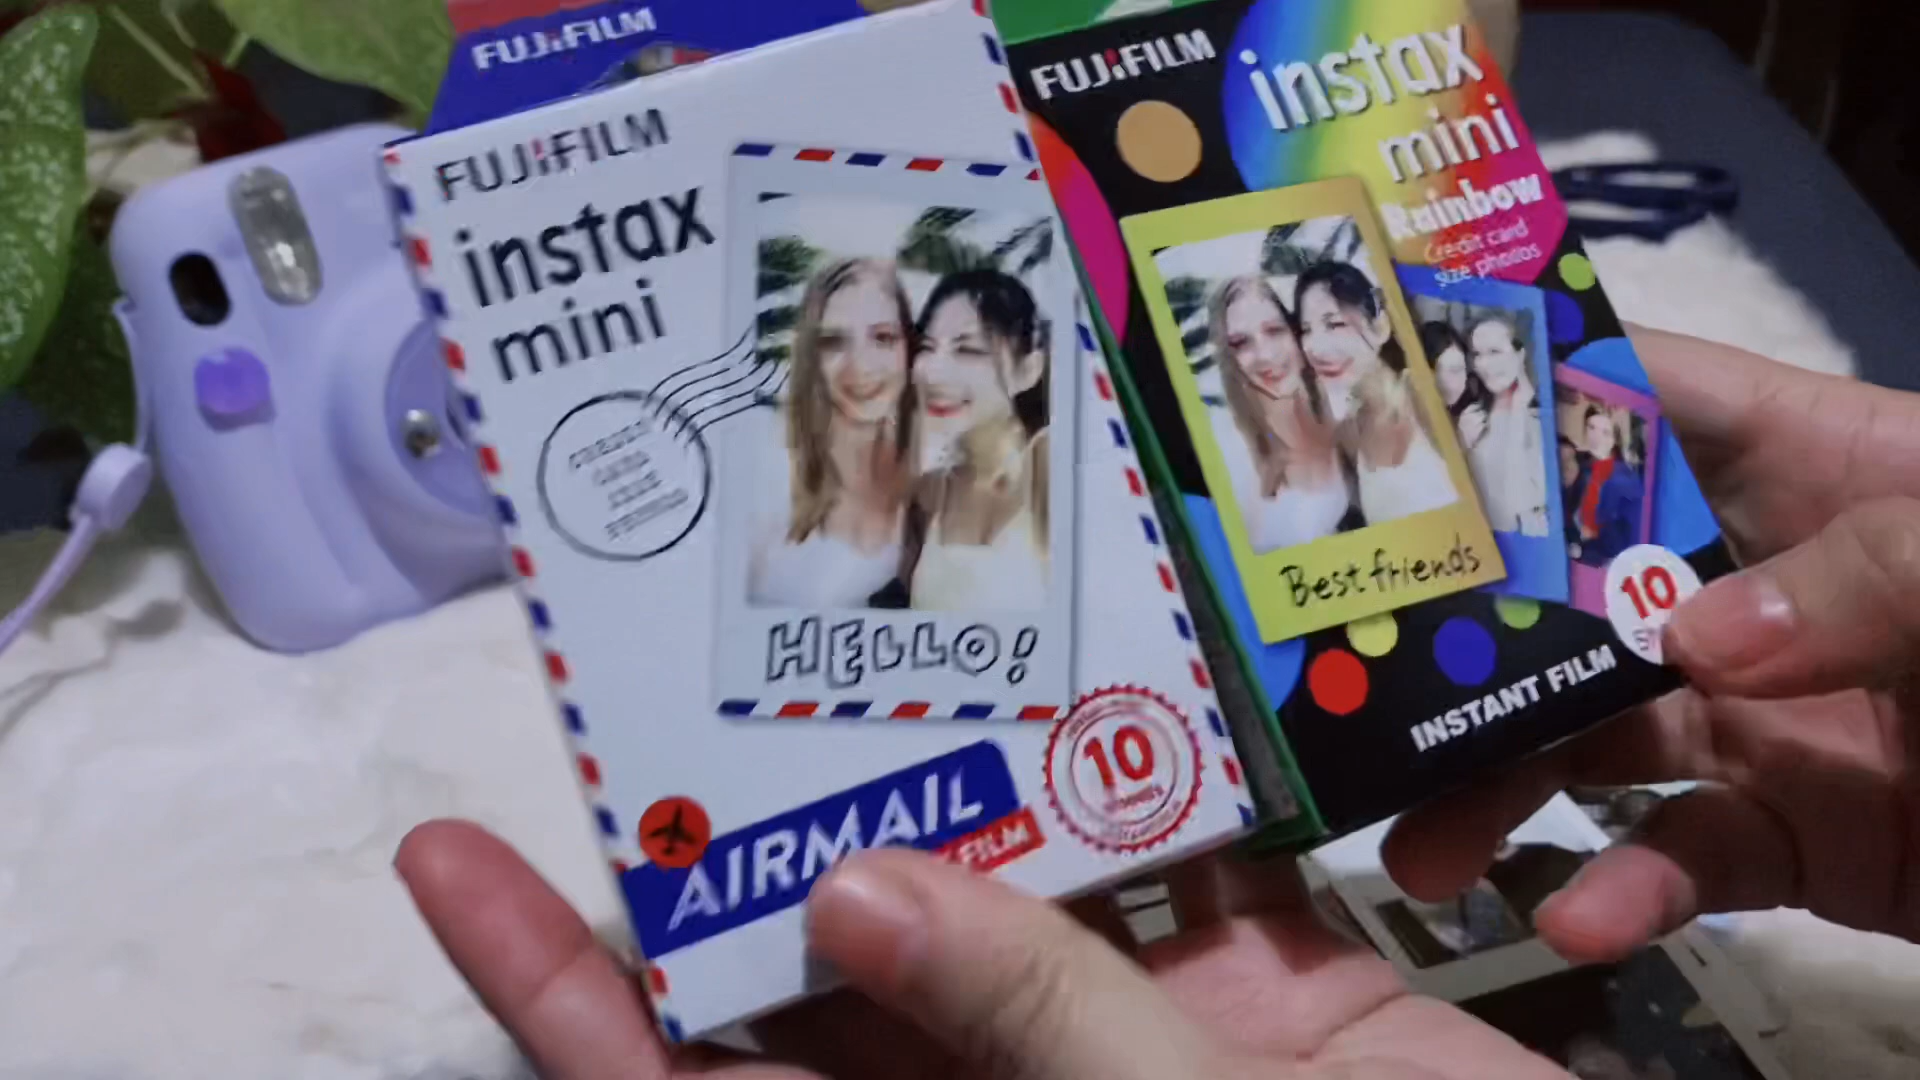 FUJIFILM
FUJIFILM
instax
mini
HELLO!
AIRMAIL
FILM
10
FUJIFILM
instax
mini
Rainbow
Credit card
size photos
Best friends
10
INSTANT FILM